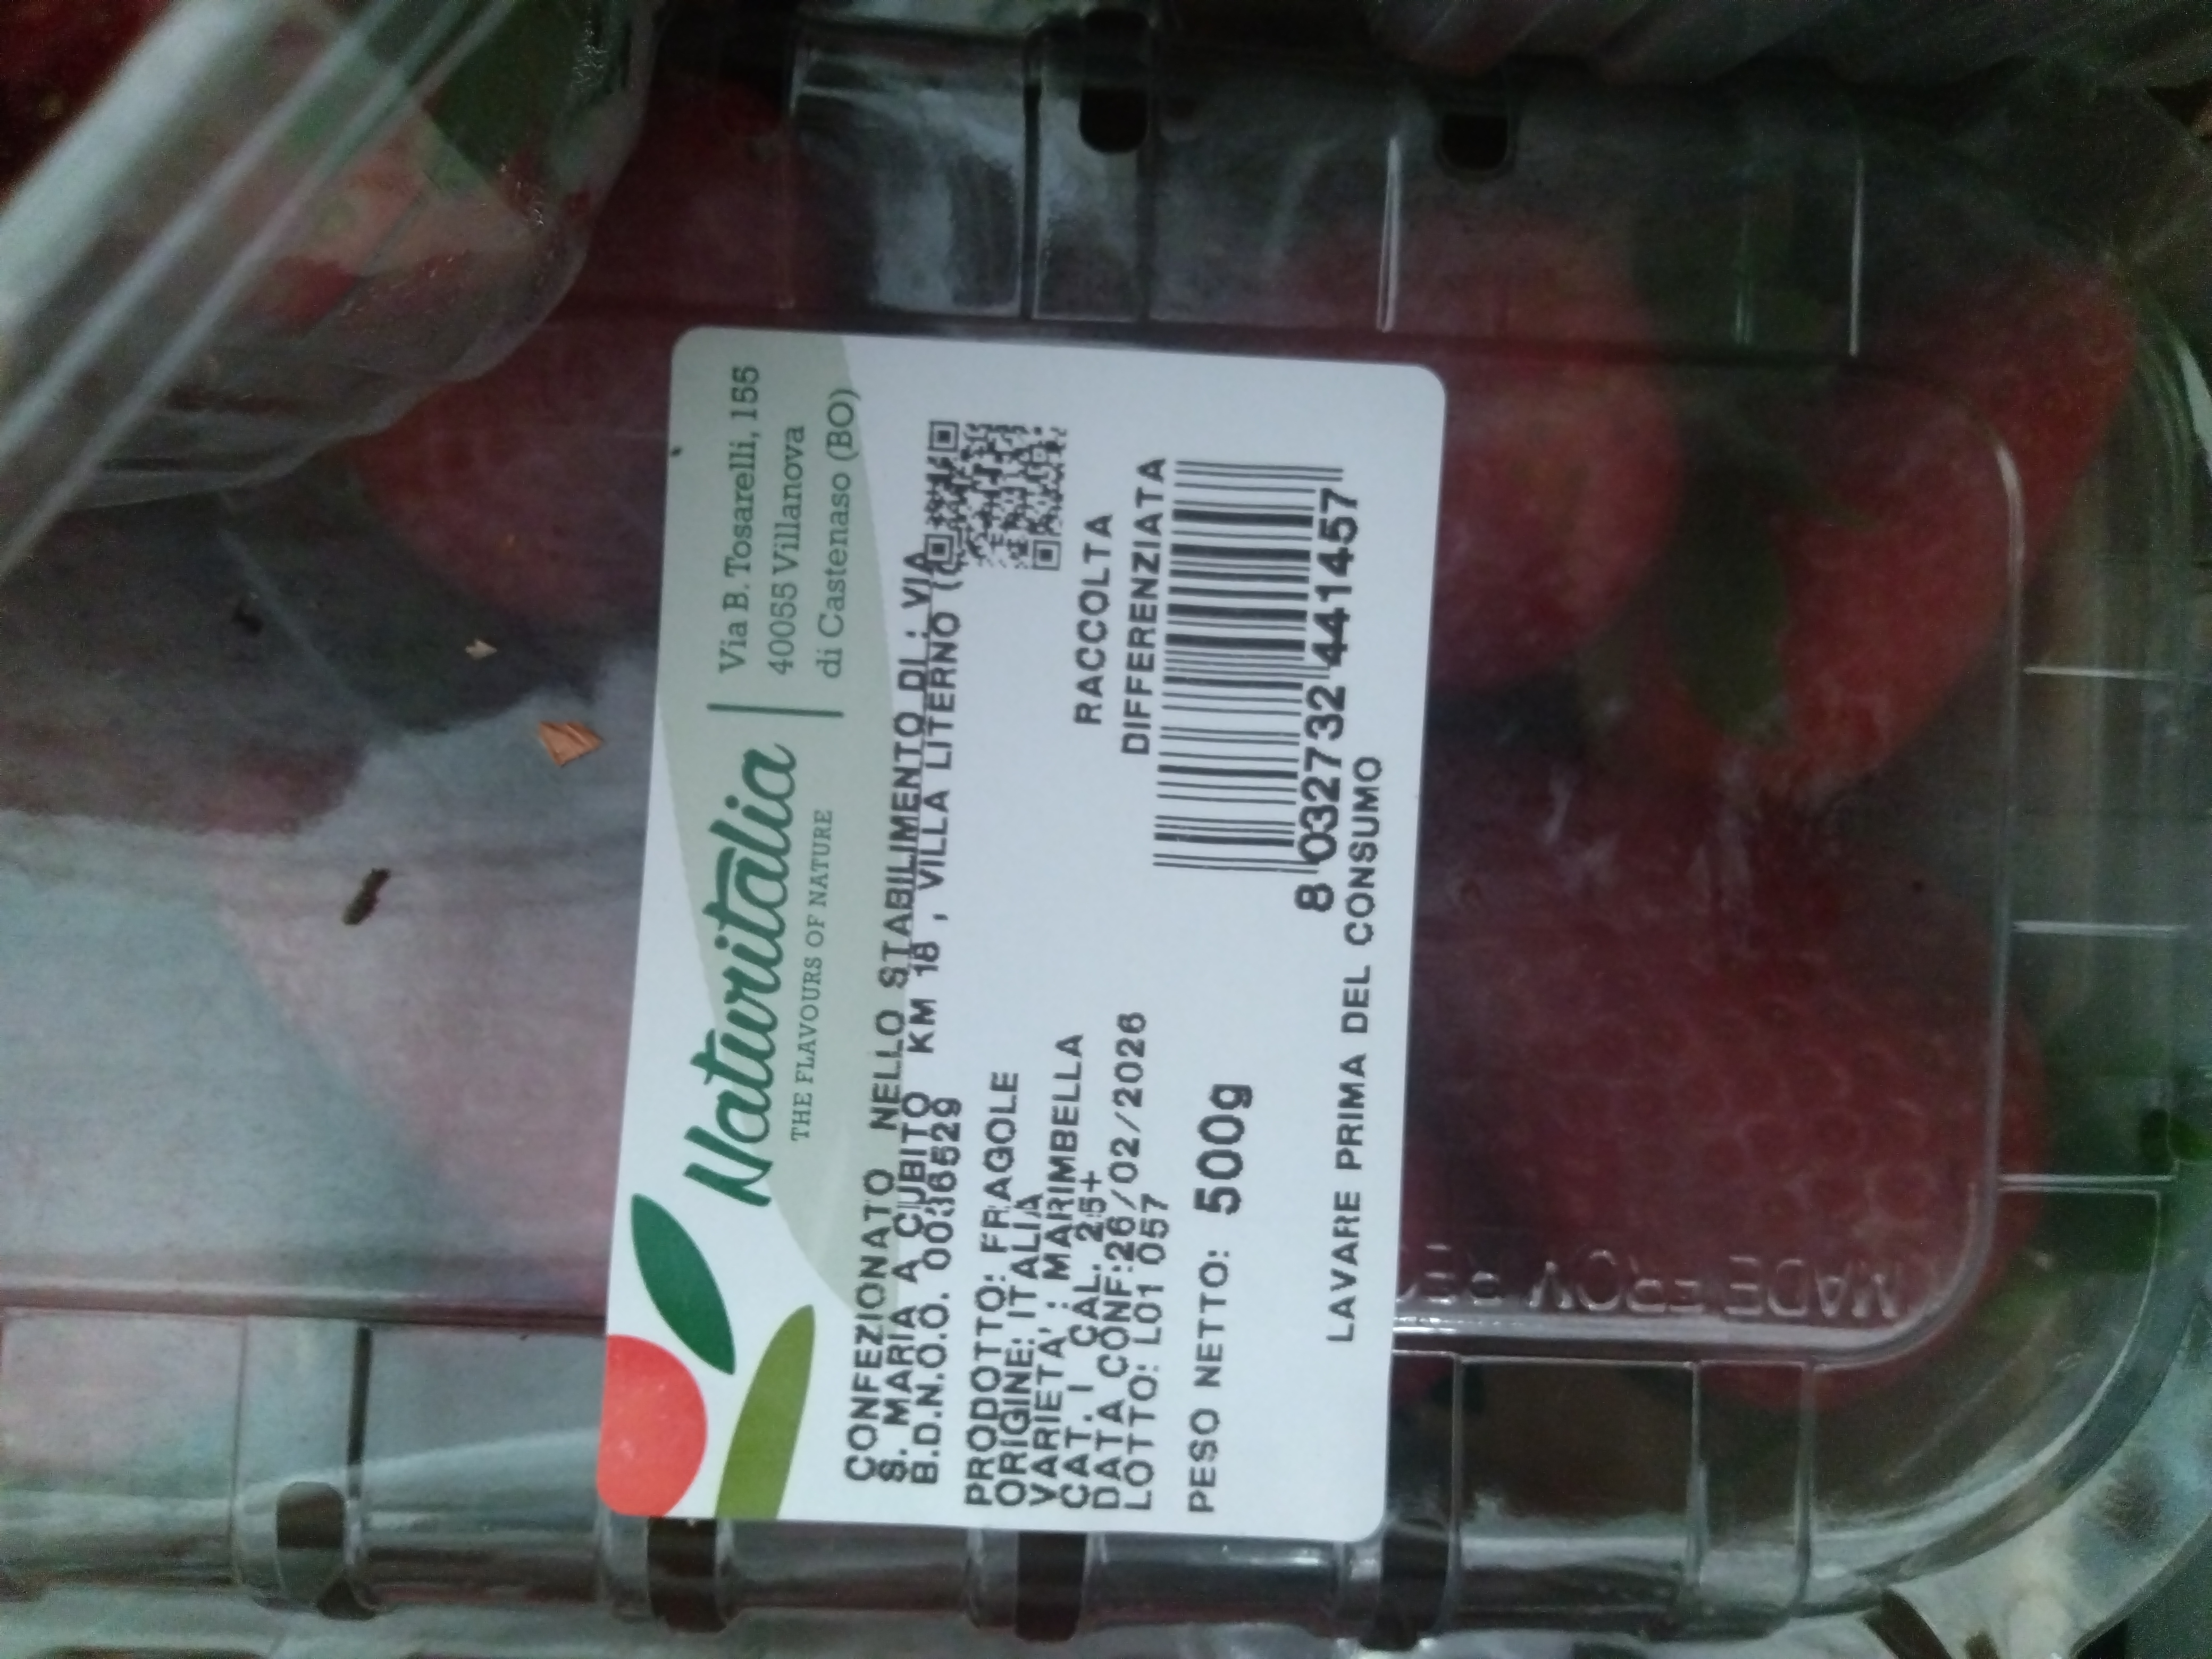 Naturitalia
THE FLAVOURS OF NATURE
Via B. Tosarelli, 155
40055 Villanova
di Castenaso (BO)
CONFEZIONATO NELLO STABILIMENTO DI: VIA
S. MARIA A CUBITO KM 18 , VILLA LITERNO (
B.D.N.O.O. 0036529
PRODOTTO: FRAGOLE
ORIGINE: ITALIA
VARIETA': MARIMBELLA
CAT. I CAL. 25+
DATA CONF:26/02/2026
LOTTO: L01 057
PESO NETTO: 500g
RACCOLTA
DIFFERENZIATA
8 032732 441457
LAVARE PRIMA DEL CONSUMO
MADE FROM